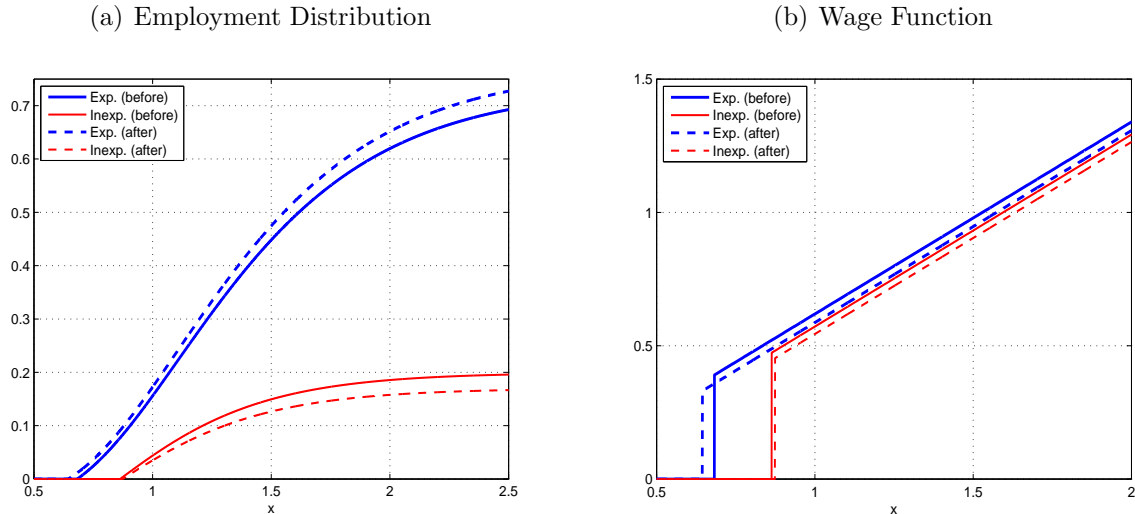 (a) Employment Distribution
Exp. (before)
Inexp. (before)
Exp. (after)
Inexp. (after)
0.7
0.6
0.5
0.4
0.3
0.2
0.1
0
0.5
1
1.5
2
2.5
x
(b) Wage Function
Exp. (before)
Inexp. (before)
Exp. (after)
Inexp. (after)
1.5
1
0.5
0
0.5
1
1.5
2
x